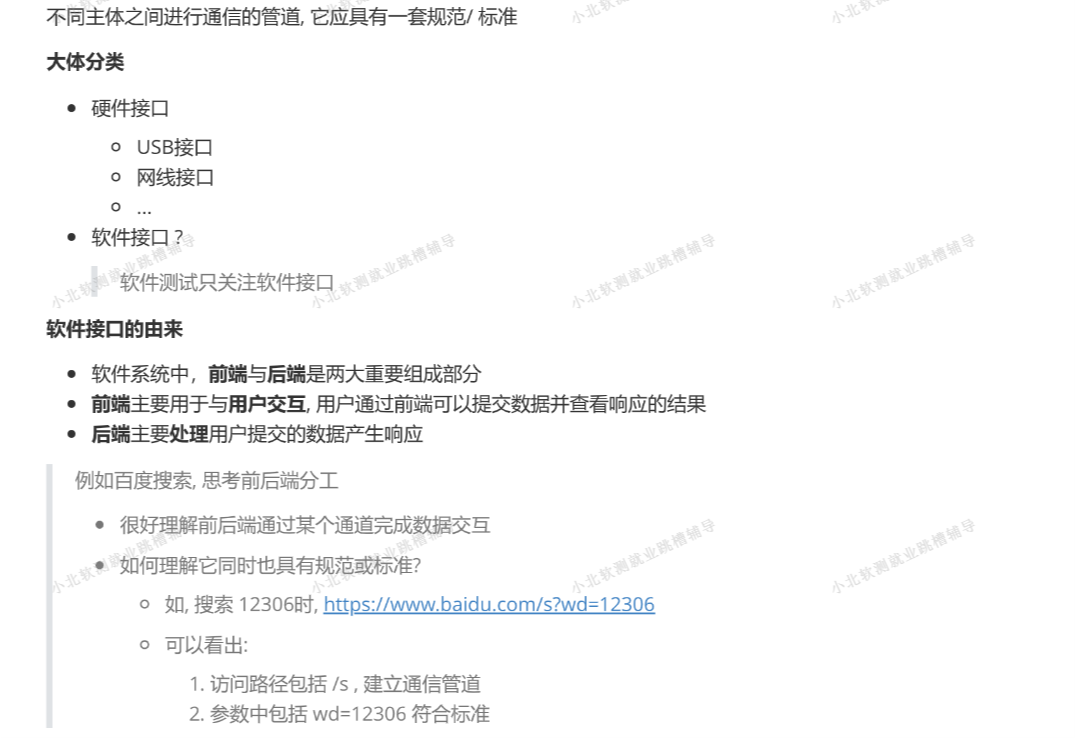 不同主体之间进行通信的管道, 它应具有一套规范/ 标准
大体分类
硬件接口
USB接口
网线接口
...
软件接口 ?
软件测试只关注软件接口
软件接口的由来
软件系统中，前端与后端是两大重要组成部分
前端主要用于与用户交互, 用户通过前端可以提交数据并查看响应的结果
后端主要处理用户提交的数据产生响应
例如百度搜索, 思考前后端分工
很好理解前后端通过某个通道完成数据交互
如何理解它同时也具有规范或标准?
如, 搜索 12306时, https://www.baidu.com/s?wd=12306
可以看出:
1. 访问路径包括 /s , 建立通信管道
2. 参数中包括 wd=12306 符合标准
小北软测就业跳槽辅导
小北软测就业跳槽辅导
小北软测就业跳槽辅导
小北软测就业跳槽辅导
小北软测就业跳槽辅导
小北软测就业跳槽辅导
小北软测就业跳槽辅导
小北软测就业跳槽辅导